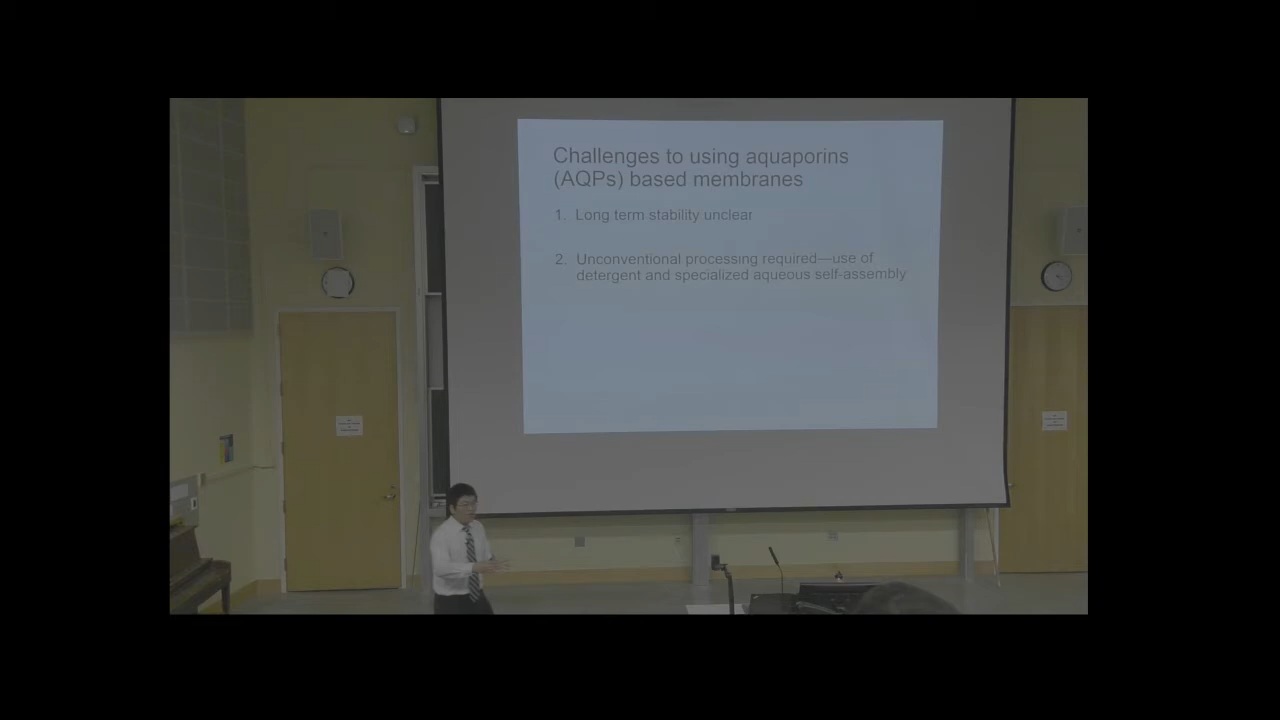 Challenges to using aquaporins
(AQPs) based membranes
1. Long term stability unclear
2. Unconventional processing required—use of
detergent and specialized aqueous self-assembly